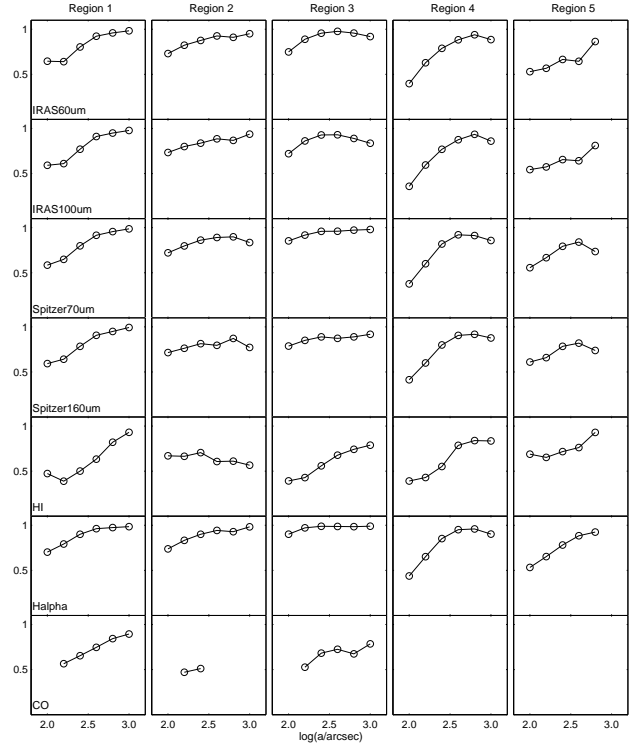 Region 1 Region 2 Region 3 Region 4 Region 5
1
0.5
IRAS60um
1
0.5
IRAS100um
1
0.5
Spitzer70um
1
0.5
Spitzer160um
1
0.5
HI
1
0.5
Halpha
1
0.5
CO
2.0 2.5 3.0 2.0 2.5 3.0 2.0 2.5 3.0 2.0 2.5 3.0 2.0 2.5 3.0
log(a/arcsec)